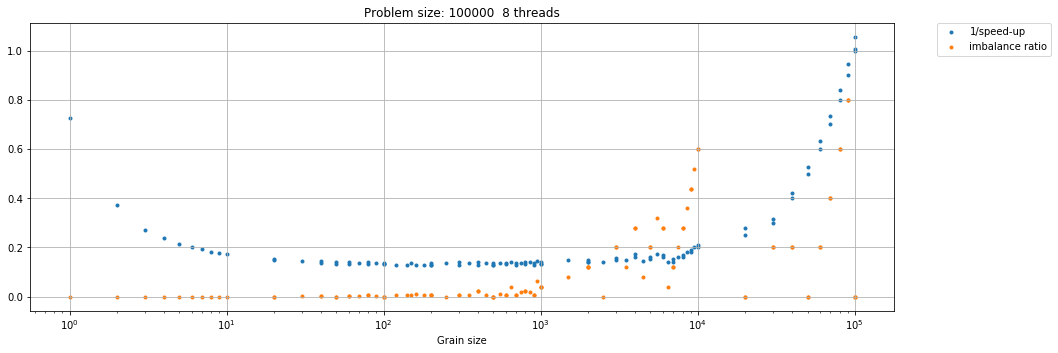 Problem size: 100000 8 threads
1/speed-up
imbalance ratio
1.0
0.8
0.6
0.4
0.2
0.0
10⁰ 10¹ 10² 10³ 10⁴ 10⁵
Grain size